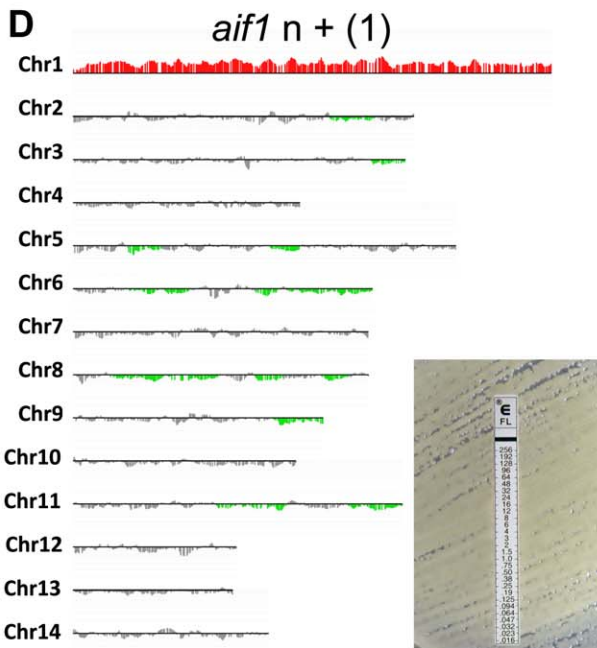 D
aif1 n + (1)
Chr1
Chr2
Chr3
Chr4
Chr5
Chr6
Chr7
Chr8
Chr9
Chr10
Chr11
Chr12
Chr13
Chr14
E
FL
256
192
128
96
64
48
32
24
16
12
8
6
4
3
2
1.5
1.0
.75
.50
.38
.25
.19
.125
.094
.064
.047
.032
.023
.016